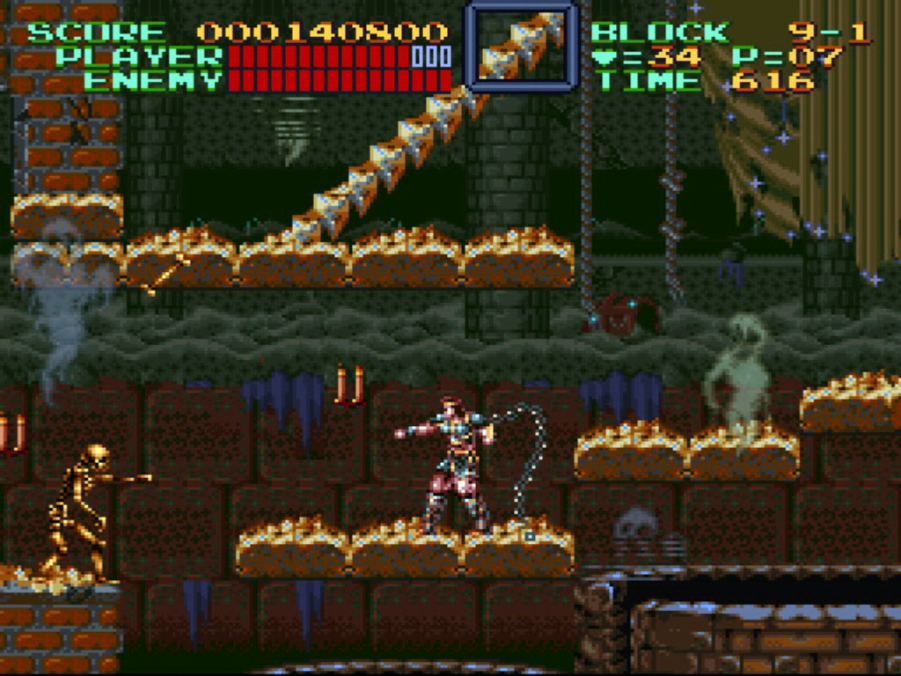 SCORE 000140800 BLOCK 9-1
PLAYER ♥=34 P=07
ENEMY TIME 616